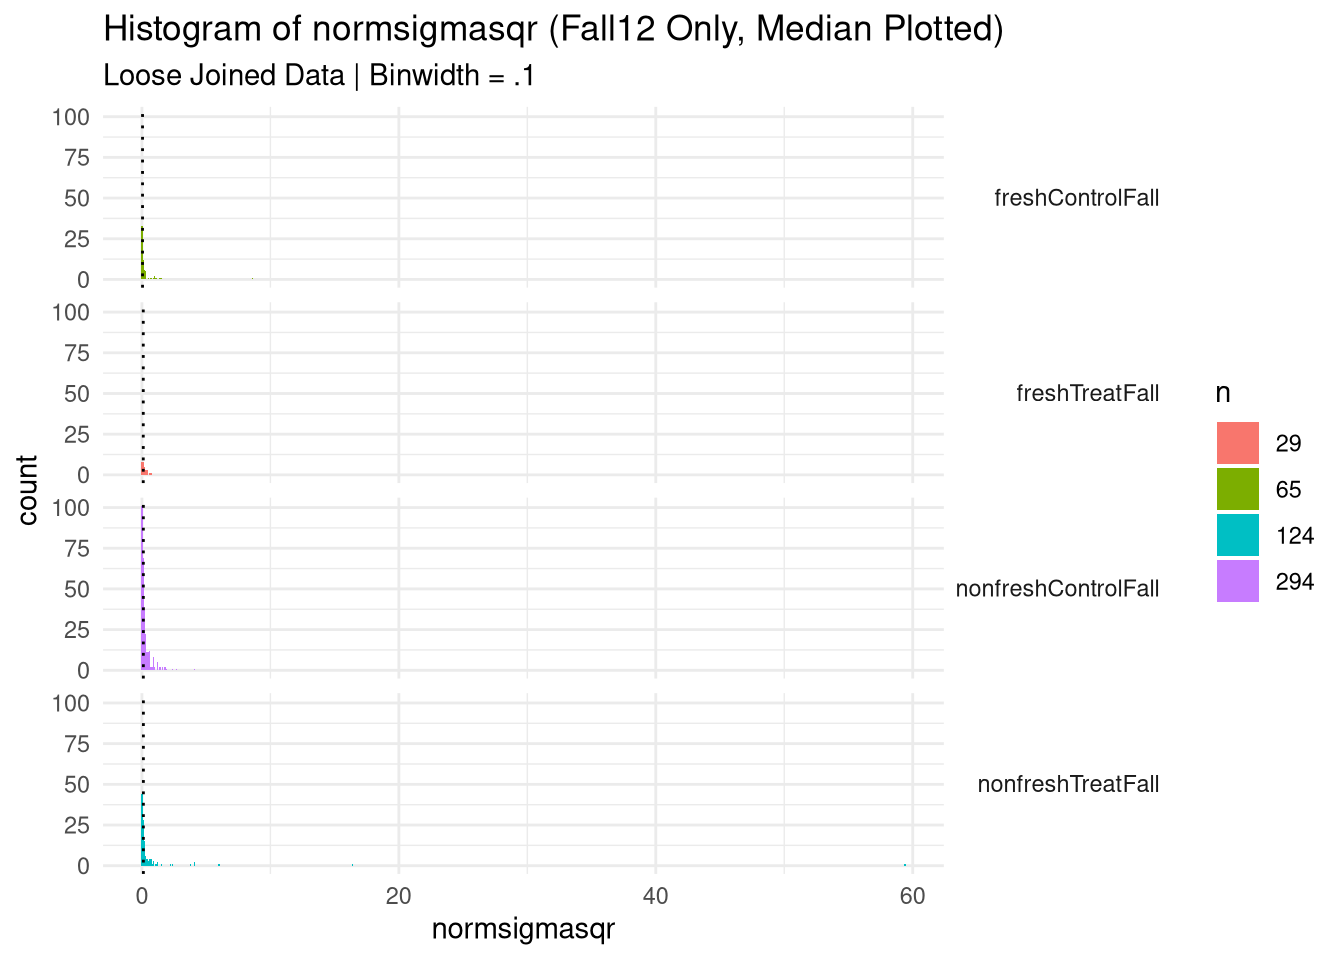 Histogram of normsigmasqr (Fall12 Only, Median Plotted)
Loose Joined Data | Binwidth = .1
count
100
75
50
25
0
freshControlFall
100
75
50
25
0
freshTreatFall
100
75
50
25
0
nonfreshControlFall
100
75
50
25
0
nonfreshTreatFall
0 20 40 60
normsigmasqr
n
29
65
124
294